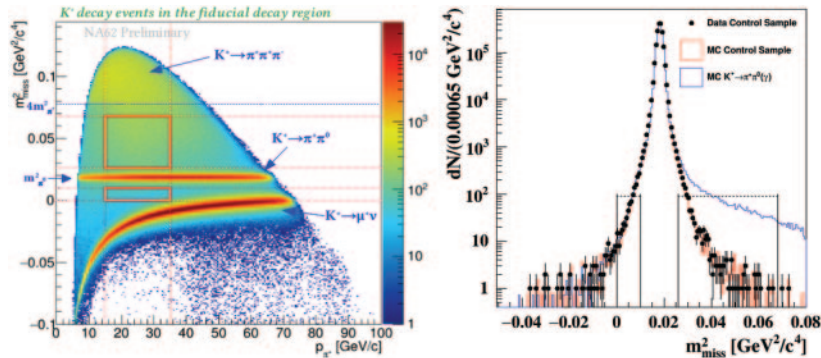 K⁺ decay events in the fiducial decay region
NA62 Preliminary
m²miss [GeV²/c⁴]
0.1
4m²π⁺
0.05
m²π⁰
0
−0.05
−0.1
K⁺→π⁺π⁺π⁻
K⁺→π⁺π⁰
K⁺→μ⁺ν
0 10 20 30 40 50 60 70 80 90 100
pπ⁺ [GeV/c]
10⁴
10³
10²
10
1
dN/(0.00065 GeV²/c⁴)
10⁵
10⁴
10³
10²
10
1
Data Control Sample
MC Control Sample
MC K⁺→π⁺π⁰(γ)
−0.04 −0.02 0 0.02 0.04 0.06 0.08
m²miss [GeV²/c⁴]